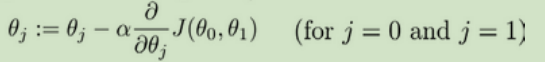 θ_j := θ_j − α ∂/∂θ_j J(θ_0, θ_1)  (for j = 0 and j = 1)